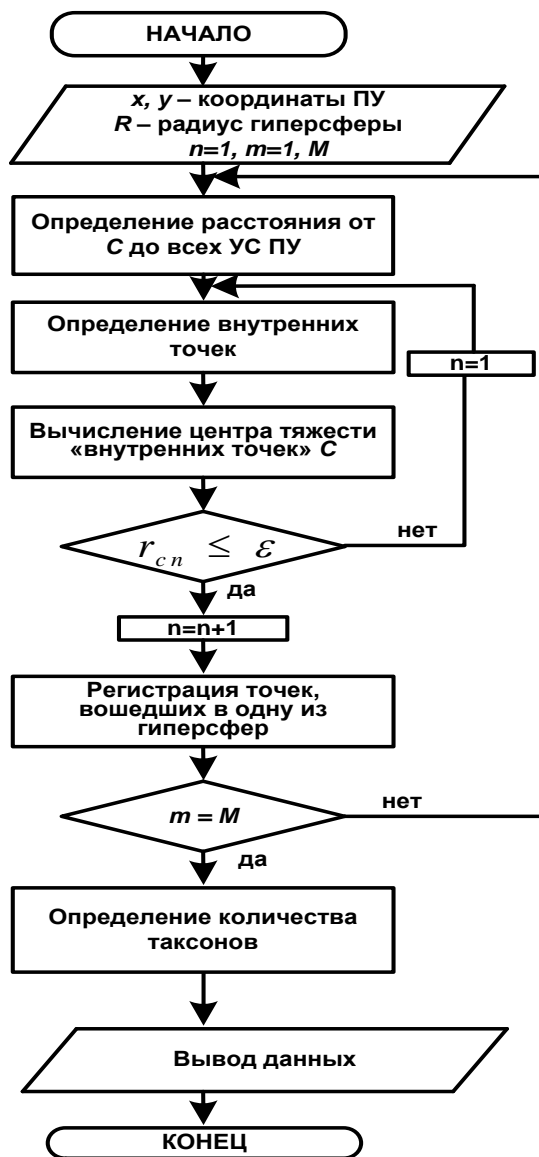 НАЧАЛО
x, y – координаты ПУ
R – радиус гиперсферы
n=1, m=1, M
Определение расстояния от
C до всех УС ПУ
Определение внутренних
точек
n=1
Вычисление центра тяжести
«внутренних точек» C
r_{cn} ≤ ε
нет
да
n=n+1
Регистрация точек,
вошедших в одну из
гиперсфер
m = M
нет
да
Определение количества
таксонов
Вывод данных
КОНЕЦ